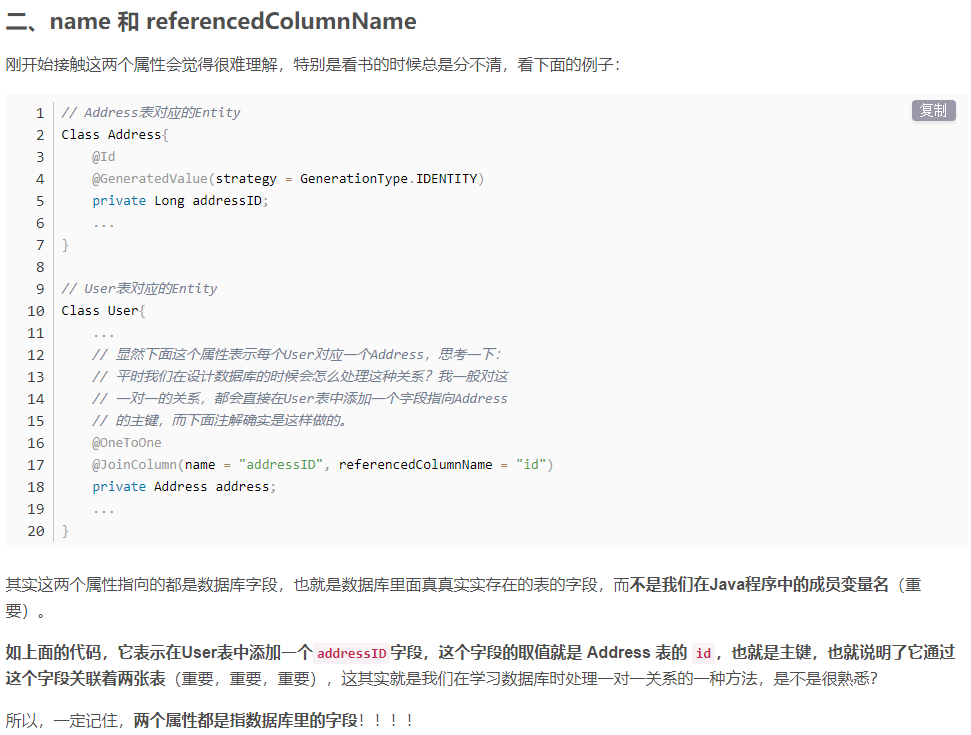 二、name 和 referencedColumnName
刚开始接触这两个属性会觉得很难理解，特别是看书的时候总是分不清，看下面的例子：
复制
1 // Address表对应的Entity
2 Class Address{
3 @Id
4 @GeneratedValue(strategy = GenerationType.IDENTITY)
5 private Long addressID;
6 ...
7 }
8
9 // User表对应的Entity
10 Class User{
11 ...
12 // 显然下面这个属性表示每个User对应一个Address，思考一下：
13 // 平时我们在设计数据库的时候会怎么处理这种关系？我一般对这
14 // 一对一的关系，都会直接在User表中添加一个字段指向Address
15 // 的主键，而下面注解确实是这样做的。
16 @OneToOne
17 @JoinColumn(name = "addressID", referencedColumnName = "id")
18 private Address address;
19 ...
20 }
其实这两个属性指向的都是数据库字段，也就是数据库里面真真实实存在的表的字段，而不是我们在Java程序中的成员变量名（重
要）。
如上面的代码，它表示在User表中添加一个 addressID 字段，这个字段的取值就是 Address 表的 id ，也就是主键，也就说明了它通过
这个字段关联着两张表（重要，重要，重要），这其实就是我们在学习数据库时处理一对一关系的一种方法，是不是很熟悉？
所以，一定记住，两个属性都是指数据库里的字段！！！！